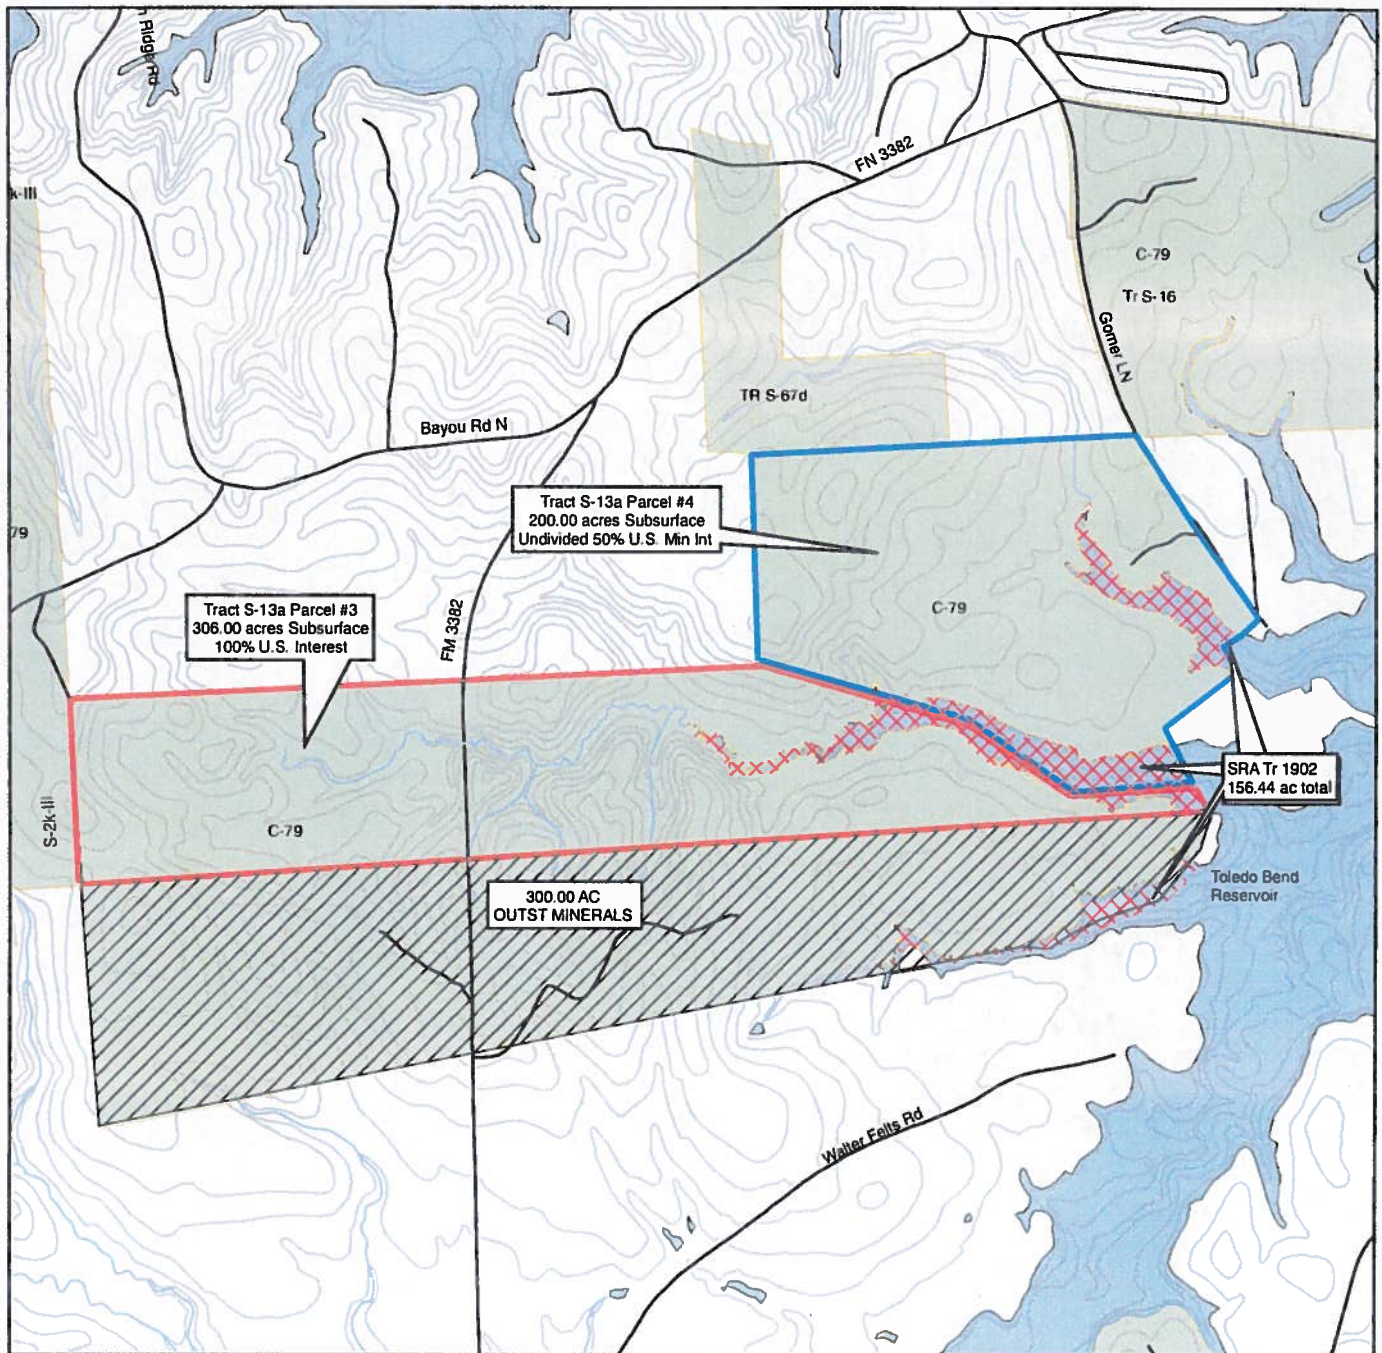 n Ridge Rd
FN 3382
k-III
C-79
Tr S-16
Gomer LN
TR S-67d
Bayou Rd N
Tract S-13a Parcel #4
200.00 acres Subsurface
Undivided 50% U.S. Min Int
79
Tract S-13a Parcel #3
306.00 acres Subsurface
100% U.S. Interest
FM 3382
C-79
SRA Tr 1902
156.44 ac total
S-2k-III
C-79
300.00 AC
OUTST MINERALS
Toledo Bend
Reservoir
Walter Felts Rd